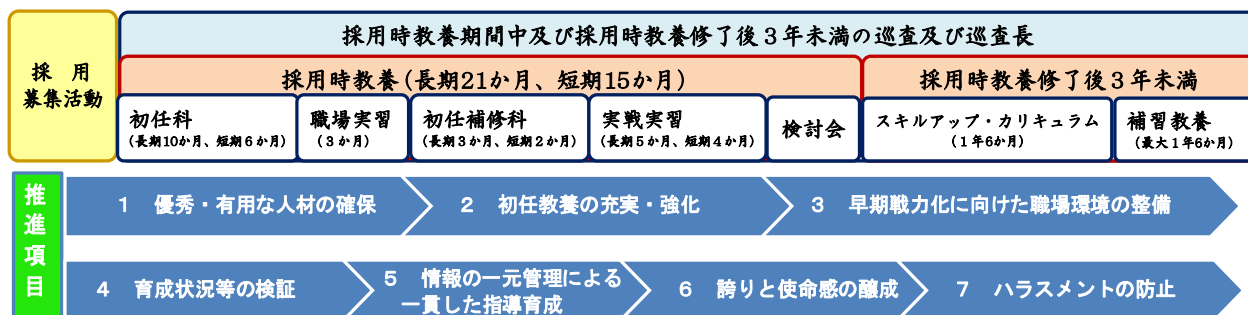 採用
募集活動
採用時教養期間中及び採用時教養修了後３年未満の巡査及び巡査長
採用時教養(長期21か月、短期15か月)
採用時教養修了後３年未満
初任科
(長期10か月、短期６か月)
職場実習
(３か月)
初任補修科
(長期３か月、短期２か月)
実戦実習
(長期５か月、短期４か月)
検討会
スキルアップ・カリキュラム
(１年６か月)
補習教養
(最大１年６か月)
推進項目
１ 優秀・有用な人材の確保
２ 初任教養の充実・強化
３ 早期戦力化に向けた職場環境の整備
４ 育成状況等の検証
５ 情報の一元管理による
一貫した指導育成
６ 誇りと使命感の醸成
７ ハラスメントの防止